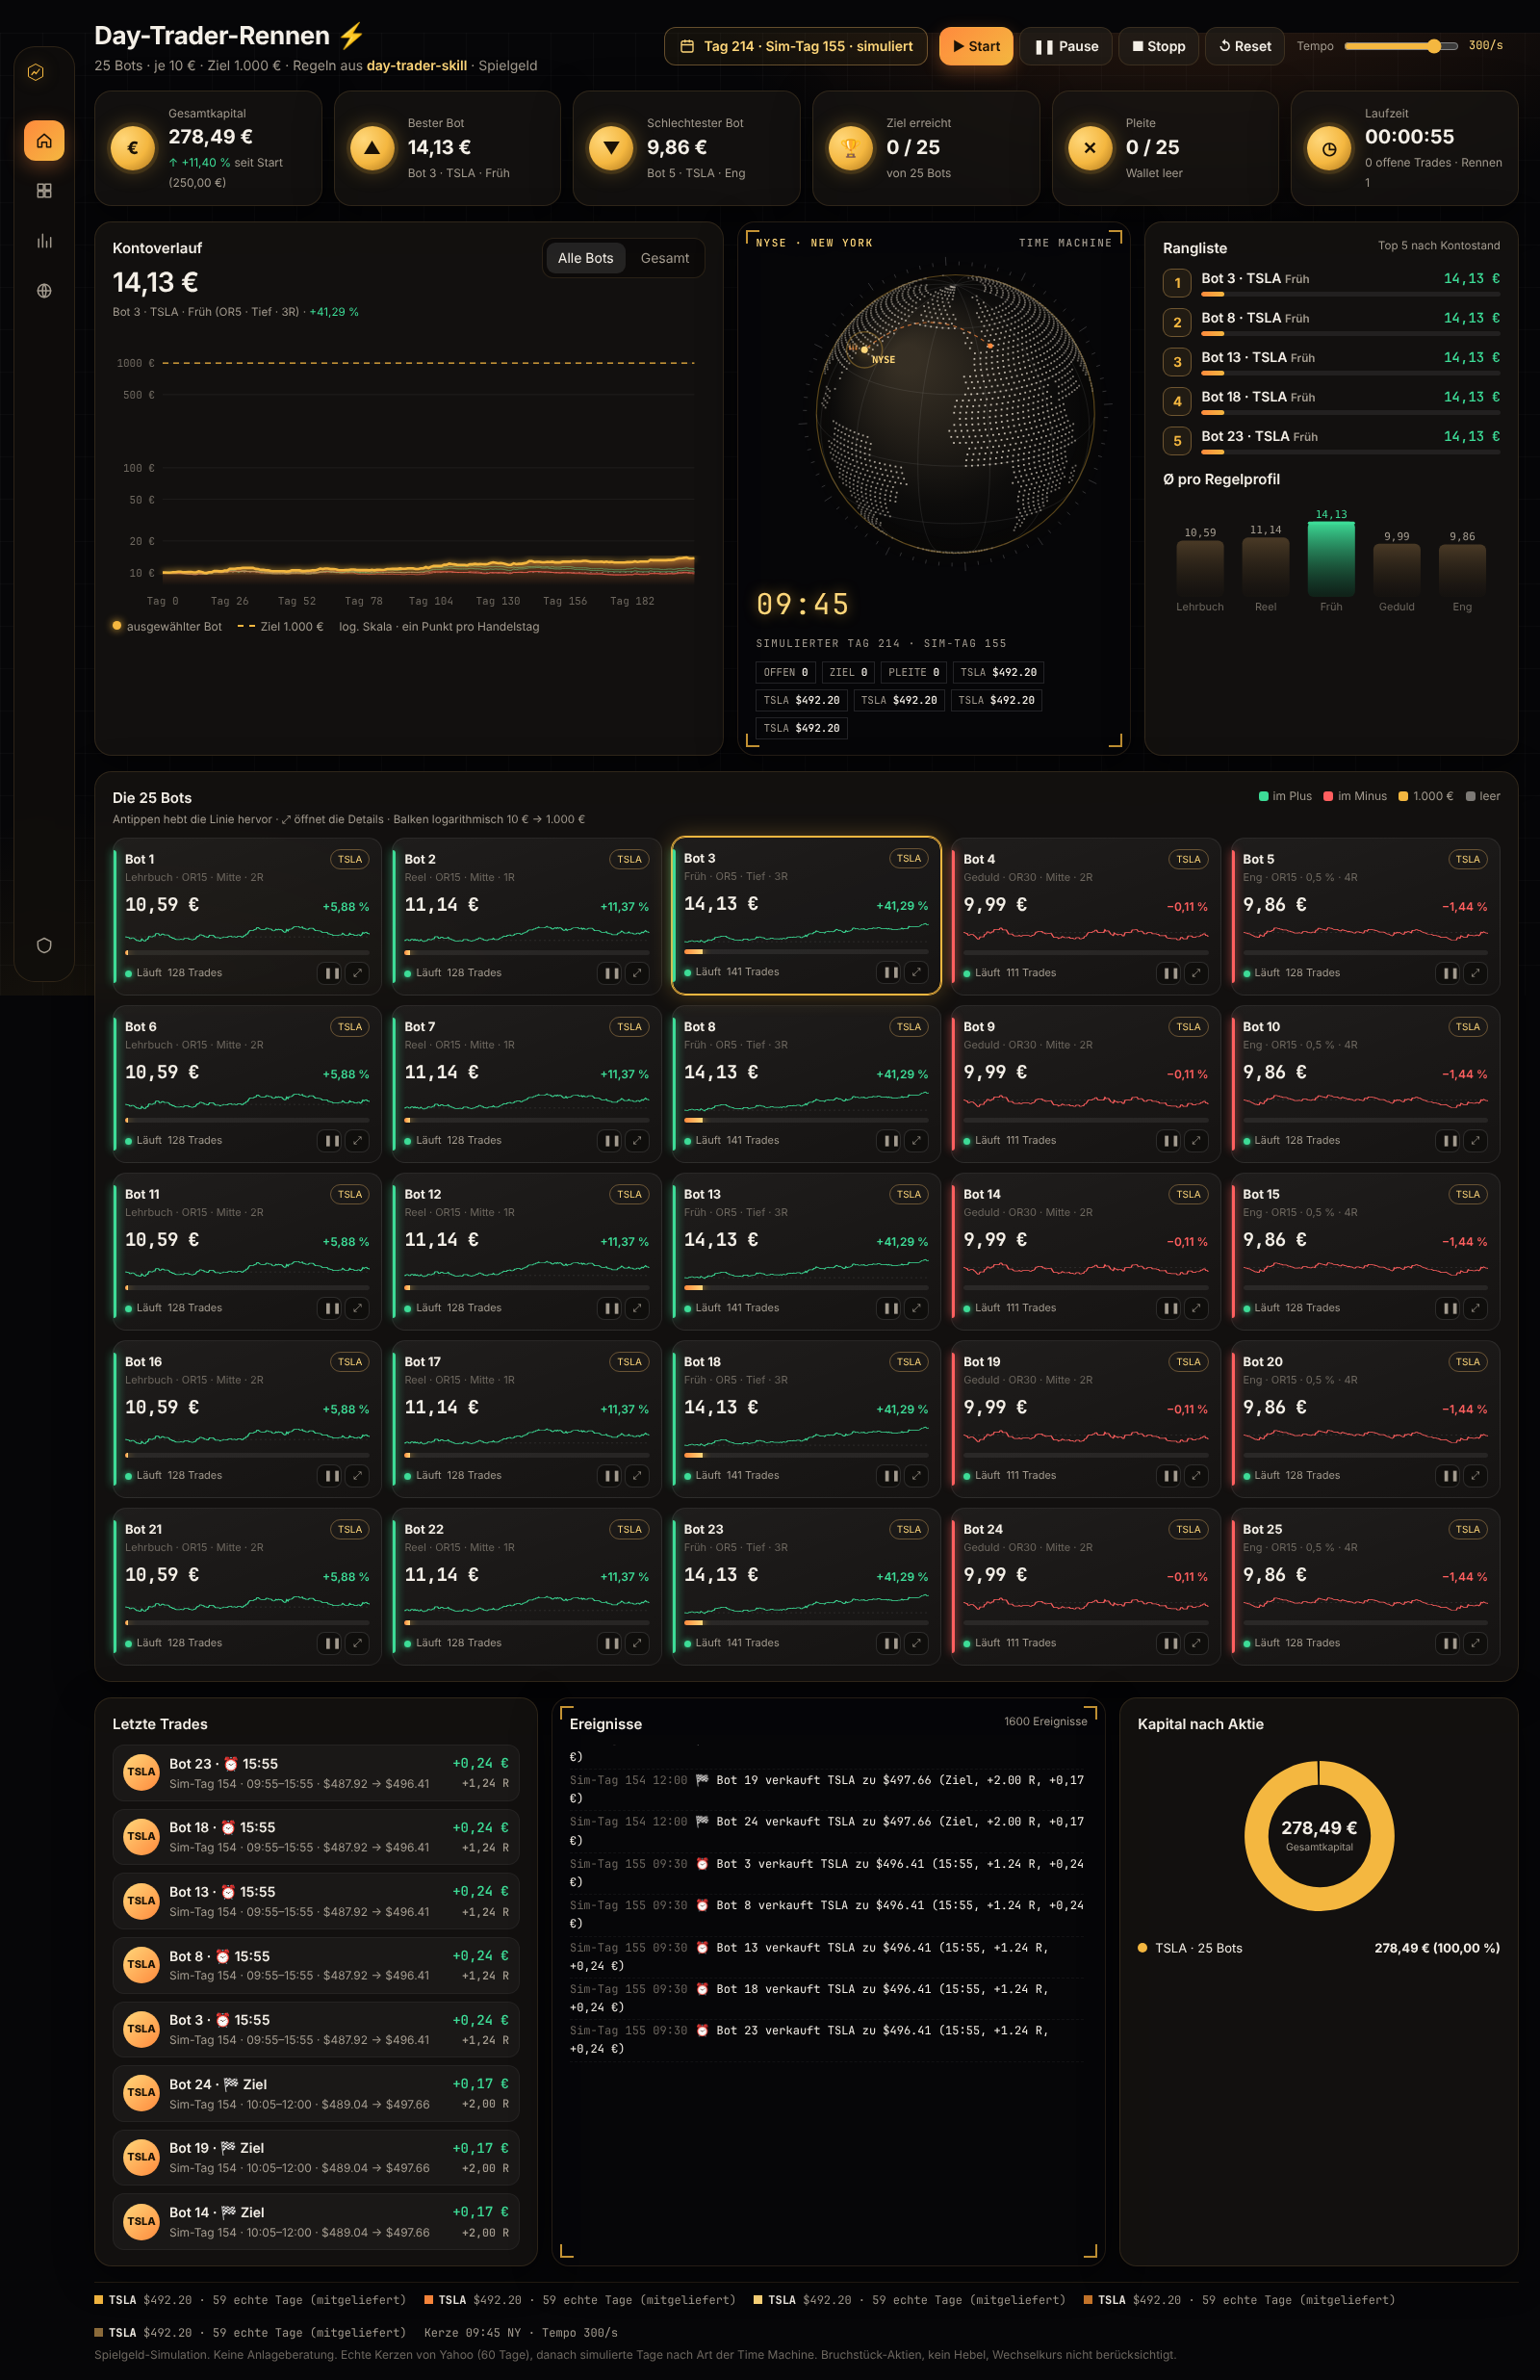 Day-Trader-Rennen ⚡
25 Bots · je 10 € · Ziel 1.000 € · Regeln aus day-trader-skill · Spielgeld
Tag 214 · Sim-Tag 155 · simuliert
▶ Start
❚❚ Pause
■ Stopp
↺ Reset
Tempo
300/s
€
Gesamtkapital
278,49 €
↑ +11,40 % seit Start
(250,00 €)
▲
Bester Bot
14,13 €
Bot 3 · TSLA · Früh
▼
Schlechtester Bot
9,86 €
Bot 5 · TSLA · Eng
🏆
Ziel erreicht
0 / 25
von 25 Bots
✕
Pleite
0 / 25
Wallet leer
◷
Laufzeit
00:00:55
0 offene Trades · Rennen
1
Kontoverlauf
14,13 €
Bot 3 · TSLA · Früh (OR5 · Tief · 3R) · +41,29 %
Alle Bots
Gesamt
1000 €
500 €
100 €
50 €
20 €
10 €
Tag 0 Tag 26 Tag 52 Tag 78 Tag 104 Tag 130 Tag 156 Tag 182
ausgewählter Bot Ziel 1.000 € log. Skala · ein Punkt pro Handelstag
NYSE · NEW YORK
TIME MACHINE
NYSE
09:45
SIMULIERTER TAG 214 · SIM-TAG 155
OFFEN 0 ZIEL 0 PLEITE 0 TSLA $492.20
TSLA $492.20 TSLA $492.20 TSLA $492.20
TSLA $492.20
Rangliste
Top 5 nach Kontostand
1 Bot 3 · TSLA Früh 14,13 €
2 Bot 8 · TSLA Früh 14,13 €
3 Bot 13 · TSLA Früh 14,13 €
4 Bot 18 · TSLA Früh 14,13 €
5 Bot 23 · TSLA Früh 14,13 €
Ø pro Regelprofil
10,59 11,14 14,13 9,99 9,86
Lehrbuch Reel Früh Geduld Eng
Die 25 Bots
Antippen hebt die Linie hervor · ⤢ öffnet die Details · Balken logarithmisch 10 € → 1.000 €
im Plus im Minus 1.000 € leer
Bot 1 TSLA Bot 2 TSLA Bot 3 TSLA Bot 4 TSLA Bot 5 TSLA
Lehrbuch · OR15 · Mitte · 2R Reel · OR15 · Mitte · 1R Früh · OR5 · Tief · 3R Geduld · OR30 · Mitte · 2R Eng · OR15 · 0,5 % · 4R
10,59 € +5,88 % 11,14 € +11,37 % 14,13 € +41,29 % 9,99 € −0,11 % 9,86 € −1,44 %
Läuft 128 Trades Läuft 128 Trades Läuft 141 Trades Läuft 111 Trades Läuft 128 Trades
Bot 6 TSLA Bot 7 TSLA Bot 8 TSLA Bot 9 TSLA Bot 10 TSLA
Lehrbuch · OR15 · Mitte · 2R Reel · OR15 · Mitte · 1R Früh · OR5 · Tief · 3R Geduld · OR30 · Mitte · 2R Eng · OR15 · 0,5 % · 4R
10,59 € +5,88 % 11,14 € +11,37 % 14,13 € +41,29 % 9,99 € −0,11 % 9,86 € −1,44 %
Läuft 128 Trades Läuft 128 Trades Läuft 141 Trades Läuft 111 Trades Läuft 128 Trades
Bot 11 TSLA Bot 12 TSLA Bot 13 TSLA Bot 14 TSLA Bot 15 TSLA
Lehrbuch · OR15 · Mitte · 2R Reel · OR15 · Mitte · 1R Früh · OR5 · Tief · 3R Geduld · OR30 · Mitte · 2R Eng · OR15 · 0,5 % · 4R
10,59 € +5,88 % 11,14 € +11,37 % 14,13 € +41,29 % 9,99 € −0,11 % 9,86 € −1,44 %
Läuft 128 Trades Läuft 128 Trades Läuft 141 Trades Läuft 111 Trades Läuft 128 Trades
Bot 16 TSLA Bot 17 TSLA Bot 18 TSLA Bot 19 TSLA Bot 20 TSLA
Lehrbuch · OR15 · Mitte · 2R Reel · OR15 · Mitte · 1R Früh · OR5 · Tief · 3R Geduld · OR30 · Mitte · 2R Eng · OR15 · 0,5 % · 4R
10,59 € +5,88 % 11,14 € +11,37 % 14,13 € +41,29 % 9,99 € −0,11 % 9,86 € −1,44 %
Läuft 128 Trades Läuft 128 Trades Läuft 141 Trades Läuft 111 Trades Läuft 128 Trades
Bot 21 TSLA Bot 22 TSLA Bot 23 TSLA Bot 24 TSLA Bot 25 TSLA
Lehrbuch · OR15 · Mitte · 2R Reel · OR15 · Mitte · 1R Früh · OR5 · Tief · 3R Geduld · OR30 · Mitte · 2R Eng · OR15 · 0,5 % · 4R
10,59 € +5,88 % 11,14 € +11,37 % 14,13 € +41,29 % 9,99 € −0,11 % 9,86 € −1,44 %
Läuft 128 Trades Läuft 128 Trades Läuft 141 Trades Läuft 111 Trades Läuft 128 Trades
Letzte Trades
TSLA Bot 23 · ⏰ 15:55 +0,24 €
Sim-Tag 154 · 09:55–15:55 · $487.92 → $496.41 +1,24 R
TSLA Bot 18 · ⏰ 15:55 +0,24 €
Sim-Tag 154 · 09:55–15:55 · $487.92 → $496.41 +1,24 R
TSLA Bot 13 · ⏰ 15:55 +0,24 €
Sim-Tag 154 · 09:55–15:55 · $487.92 → $496.41 +1,24 R
TSLA Bot 8 · ⏰ 15:55 +0,24 €
Sim-Tag 154 · 09:55–15:55 · $487.92 → $496.41 +1,24 R
TSLA Bot 3 · ⏰ 15:55 +0,24 €
Sim-Tag 154 · 09:55–15:55 · $487.92 → $496.41 +1,24 R
TSLA Bot 24 · 🏁 Ziel +0,17 €
Sim-Tag 154 · 10:05–12:00 · $489.04 → $497.66 +2,00 R
TSLA Bot 19 · 🏁 Ziel +0,17 €
Sim-Tag 154 · 10:05–12:00 · $489.04 → $497.66 +2,00 R
TSLA Bot 14 · 🏁 Ziel +0,17 €
Sim-Tag 154 · 10:05–12:00 · $489.04 → $497.66 +2,00 R
Ereignisse
1600 Ereignisse
€)
Sim-Tag 154 12:00 🏁 Bot 19 verkauft TSLA zu $497.66 (Ziel, +2.00 R, +0,17
€)
Sim-Tag 154 12:00 🏁 Bot 24 verkauft TSLA zu $497.66 (Ziel, +2.00 R, +0,17
€)
Sim-Tag 155 09:30 ⏰ Bot 3 verkauft TSLA zu $496.41 (15:55, +1.24 R, +0,24
€)
Sim-Tag 155 09:30 ⏰ Bot 8 verkauft TSLA zu $496.41 (15:55, +1.24 R, +0,24
€)
Sim-Tag 155 09:30 ⏰ Bot 13 verkauft TSLA zu $496.41 (15:55, +1.24 R,
+0,24 €)
Sim-Tag 155 09:30 ⏰ Bot 18 verkauft TSLA zu $496.41 (15:55, +1.24 R,
+0,24 €)
Sim-Tag 155 09:30 ⏰ Bot 23 verkauft TSLA zu $496.41 (15:55, +1.24 R,
+0,24 €)
Kapital nach Aktie
278,49 €
Gesamtkapital
TSLA · 25 Bots 278,49 € (100,00 %)
TSLA $492.20 · 59 echte Tage (mitgeliefert) TSLA $492.20 · 59 echte Tage (mitgeliefert) TSLA $492.20 · 59 echte Tage (mitgeliefert) TSLA $492.20 · 59 echte Tage (mitgeliefert)
TSLA $492.20 · 59 echte Tage (mitgeliefert) Kerze 09:45 NY · Tempo 300/s
Spielgeld-Simulation. Keine Anlageberatung. Echte Kerzen von Yahoo (60 Tage), danach simulierte Tage nach Art der Time Machine. Bruchstück-Aktien, kein Hebel, Wechselkurs nicht berücksichtigt.